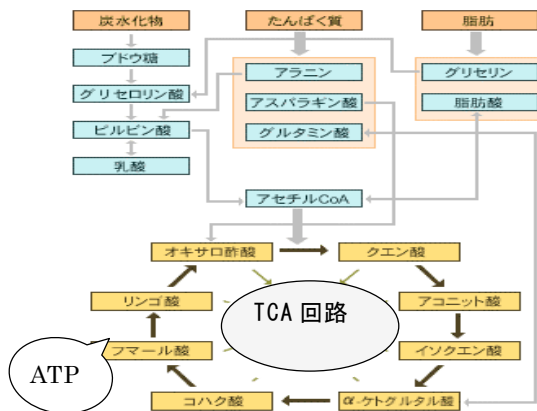 炭水化物
たんぱく質
脂肪
ブドウ糖
アラニン
グリセリン
グリセロリン酸
アスパラギン酸
脂肪酸
ピルビン酸
グルタミン酸
乳酸
アセチルCoA
オキサロ酢酸
クエン酸
リンゴ酸
TCA 回路
アコニット酸
フマール酸
イソクエン酸
ATP
コハク酸
α-ケトグルタル酸